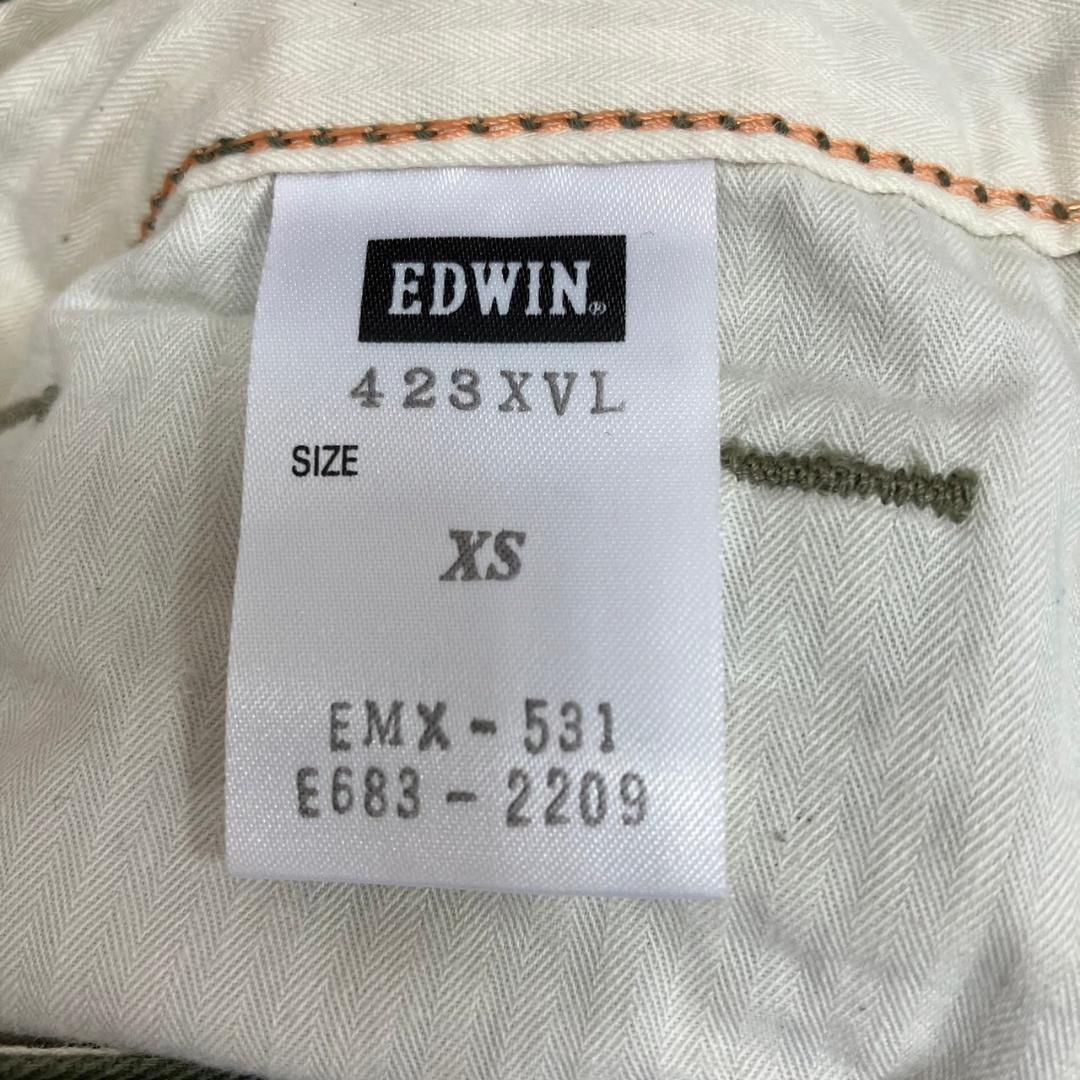 EDWIN®
423XVL
SIZE
XS
EMX-531
E683-2209